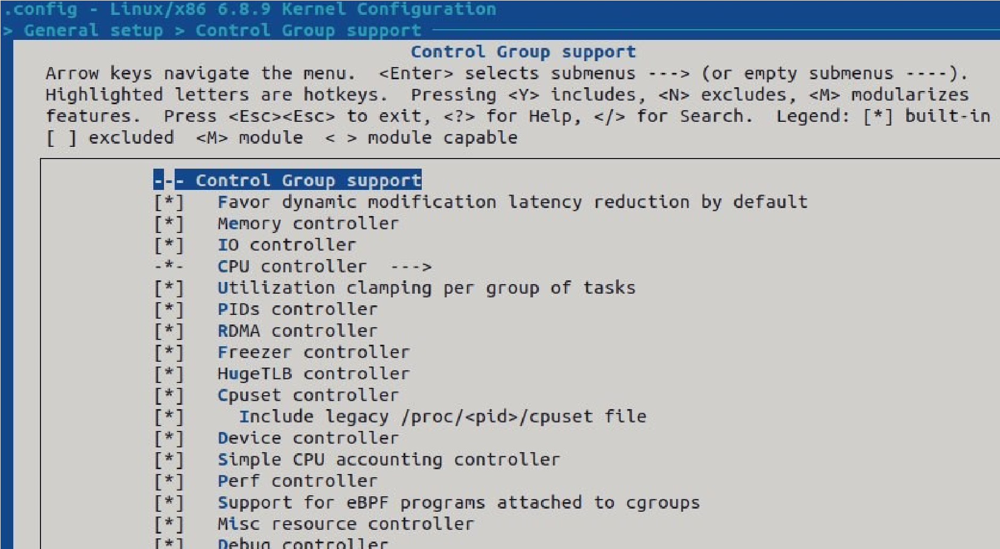 .config - Linux/x86 6.8.9 Kernel Configuration
> General setup > Control Group support
Control Group support
Arrow keys navigate the menu.  <Enter> selects submenus ---> (or empty submenus ----).
Highlighted letters are hotkeys.  Pressing <Y> includes, <N> excludes, <M> modularizes
features.  Press <Esc><Esc> to exit, <?> for Help, </> for Search.  Legend: [*] built-in
[ ] excluded  <M> module  < > module capable
--- Control Group support
[*]   Favor dynamic modification latency reduction by default
[*]   Memory controller
[*]   IO controller
-*-   CPU controller  --->
[*]   Utilization clamping per group of tasks
[*]   PIDs controller
[*]   RDMA controller
[*]   Freezer controller
[*]   HugeTLB controller
[*]   Cpuset controller
[*]     Include legacy /proc/<pid>/cpuset file
[*]   Device controller
[*]   Simple CPU accounting controller
[*]   Perf controller
[*]   Support for eBPF programs attached to cgroups
[*]   Misc resource controller
[*]   Debug controller